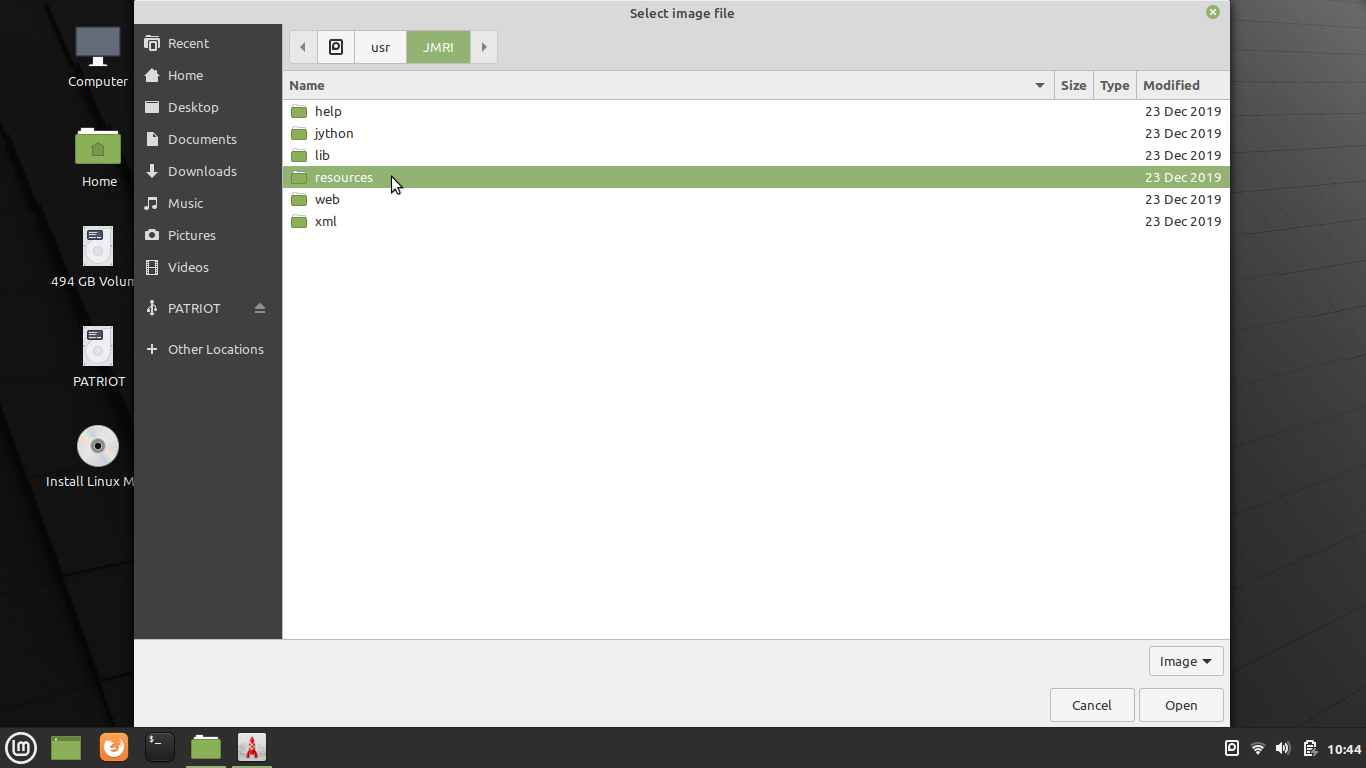 Select image file
Computer
Home
494 GB Volum
PATRIOT
Install Linux M
Recent
Home
Desktop
Documents
Downloads
Music
Pictures
Videos
PATRIOT
Other Locations
usr
JMRI
Name Size Type Modified
help 23 Dec 2019
jython 23 Dec 2019
lib 23 Dec 2019
resources 23 Dec 2019
web 23 Dec 2019
xml 23 Dec 2019
Image
Cancel Open
10:44